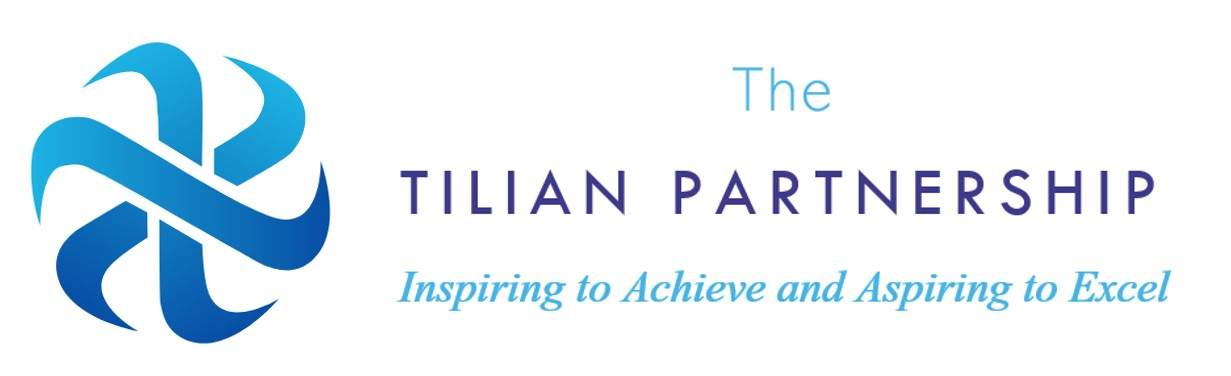 The
TILIAN PARTNERSHIP
Inspiring to Achieve and Aspiring to Excel